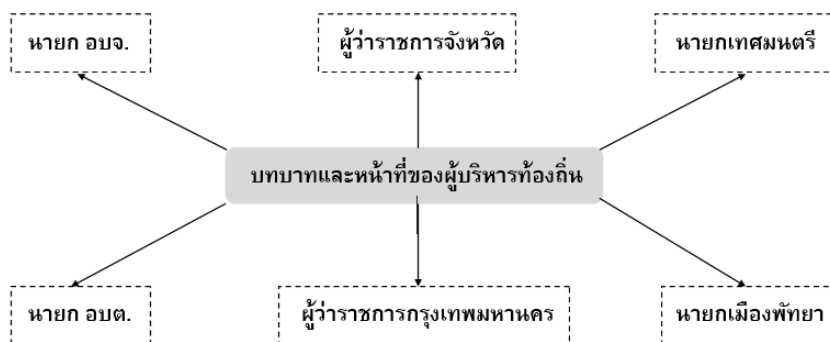 นายก อบจ.
ผู้ว่าราชการจังหวัด
นายกเทศมนตรี
บทบาทและหน้าที่ของผู้บริหารท้องถิ่น
นายก อบต.
ผู้ว่าราชการกรุงเทพมหานคร
นายกเมืองพัทยา